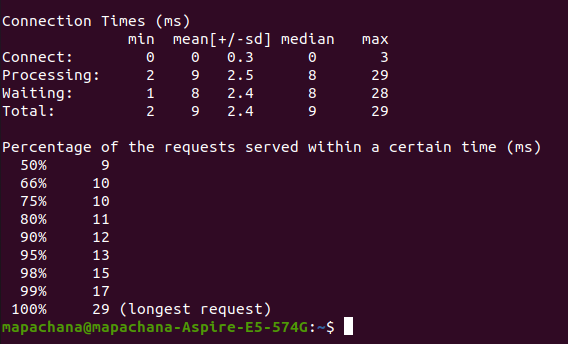 Connection Times (ms)
              min  mean[+/-sd] median   max
Connect:        0    0   0.3      0       3
Processing:     2    9   2.5      8      29
Waiting:        1    8   2.4      8      28
Total:          2    9   2.4      9      29

Percentage of the requests served within a certain time (ms)
  50%      9
  66%     10
  75%     10
  80%     11
  90%     12
  95%     13
  98%     15
  99%     17
 100%     29 (longest request)
mapachana@mapachana-Aspire-E5-574G:~$